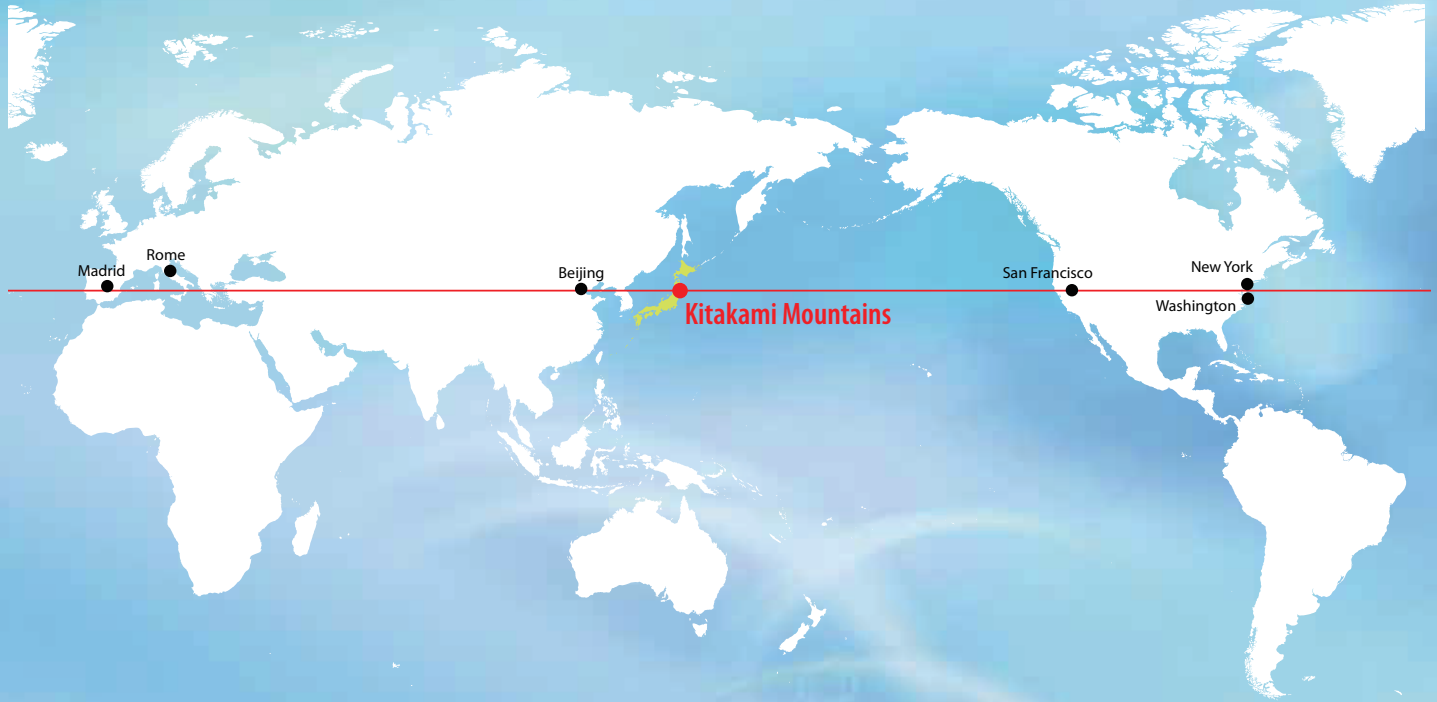 Rome
Madrid
Beijing
San Francisco
New York
Washington
Kitakami Mountains